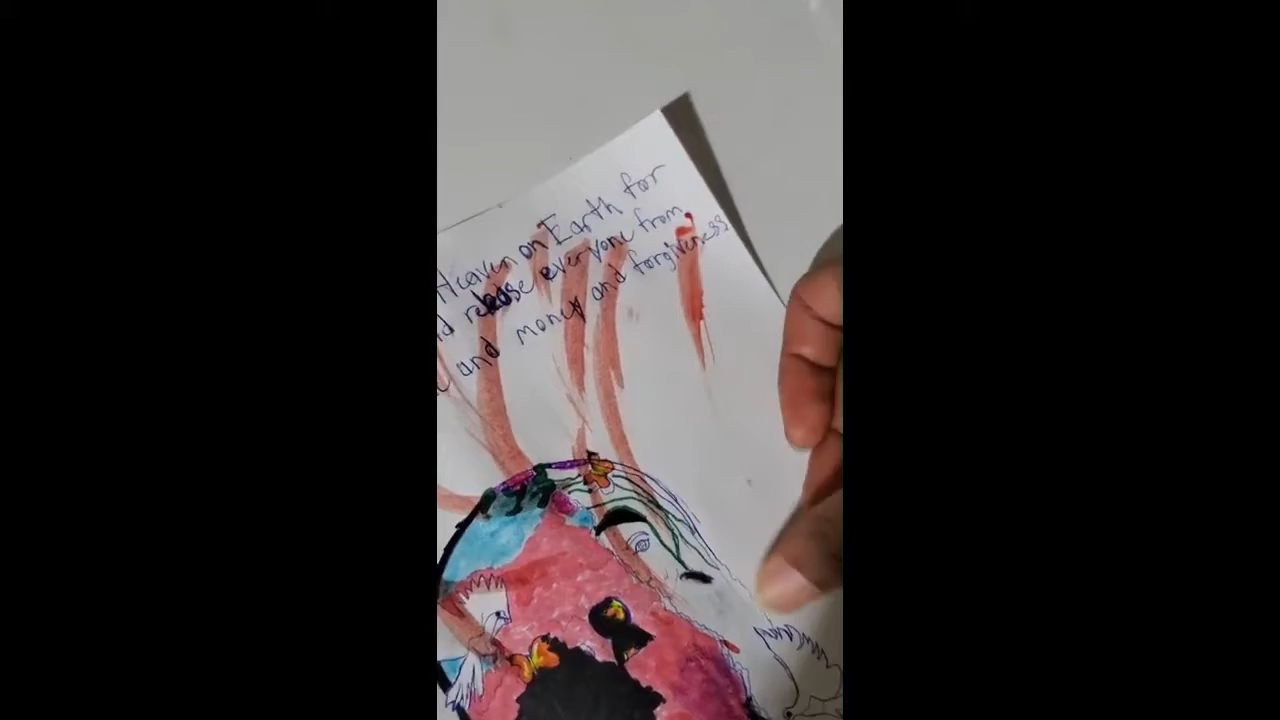 Heaven on Earth for
release everyone from
and money and forgiveness